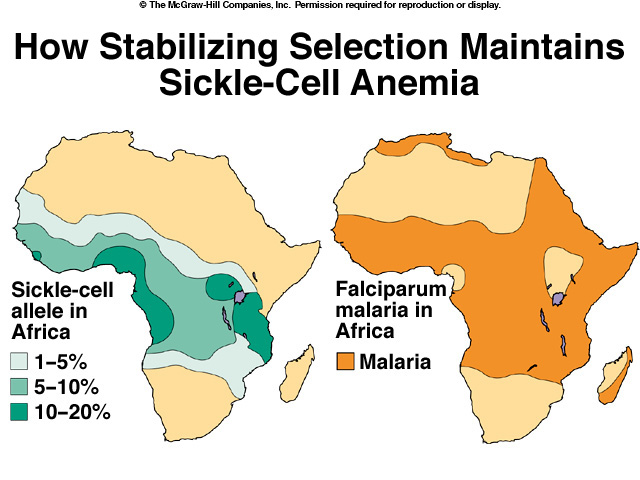 © The McGraw-Hill Companies, Inc. Permission required for reproduction or display.
How Stabilizing Selection Maintains
Sickle-Cell Anemia
Sickle-cell
allele in
Africa
1–5%
5–10%
10–20%
Falciparum
malaria in
Africa
Malaria